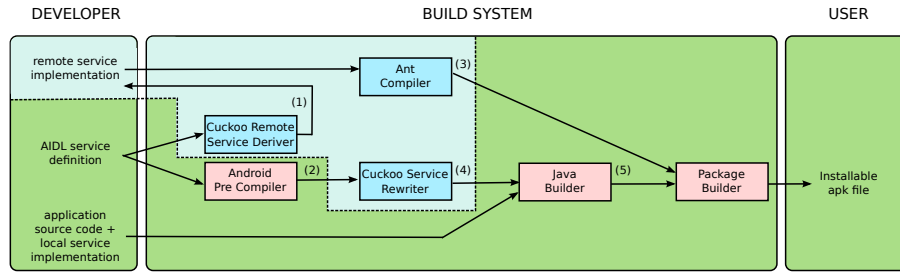 DEVELOPER
BUILD SYSTEM
USER
remote service
implementation
Ant
Compiler
(3)
(1)
Cuckoo Remote
Service Deriver
AIDL service
definition
Android
Pre Compiler
(2)
Cuckoo Service
Rewriter
(4)
Java
Builder
(5)
Package
Builder
Installable
apk file
application
source code +
local service
implementation